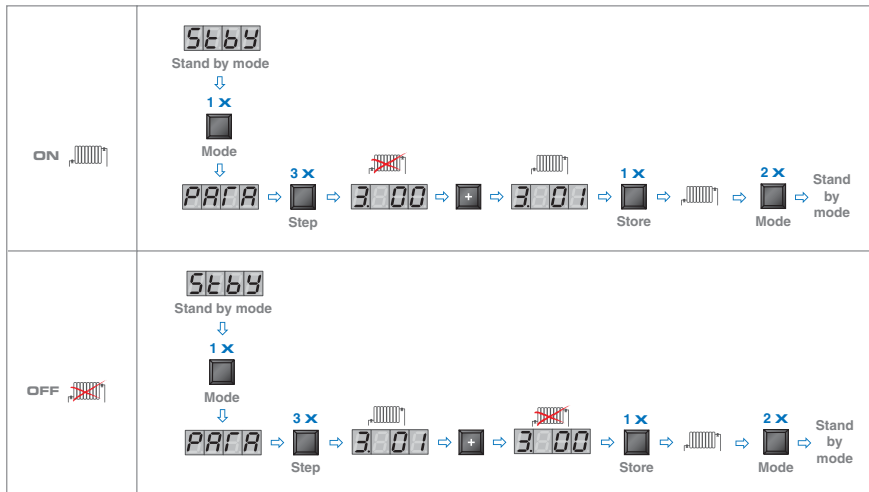 ON
Stby
Stand by mode
1 X
Mode
PArA
3 X
Step
3. 00
+
3. 01
1 X
Store
2 X
Mode
Stand
by
mode
OFF
Stby
Stand by mode
1 X
Mode
PArA
3 X
Step
3. 01
+
3. 00
1 X
Store
2 X
Mode
Stand
by
mode